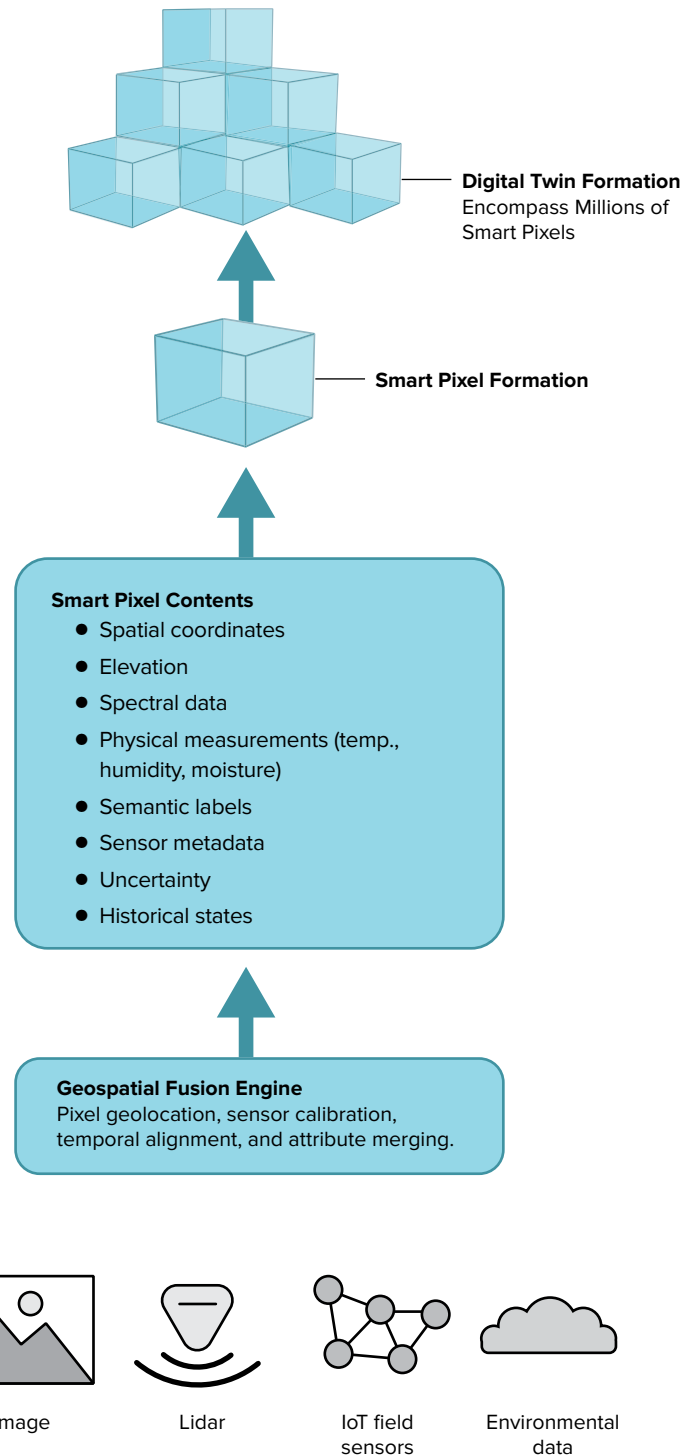 Digital Twin Formation
Encompass Millions of
Smart Pixels
Smart Pixel Formation
Smart Pixel Contents
● Spatial coordinates
● Elevation
● Spectral data
● Physical measurements (temp.,
humidity, moisture)
● Semantic labels
● Sensor metadata
● Uncertainty
● Historical states
Geospatial Fusion Engine
Pixel geolocation, sensor calibration,
temporal alignment, and attribute merging.
mage
Lidar
IoT field
sensors
Environmental
data